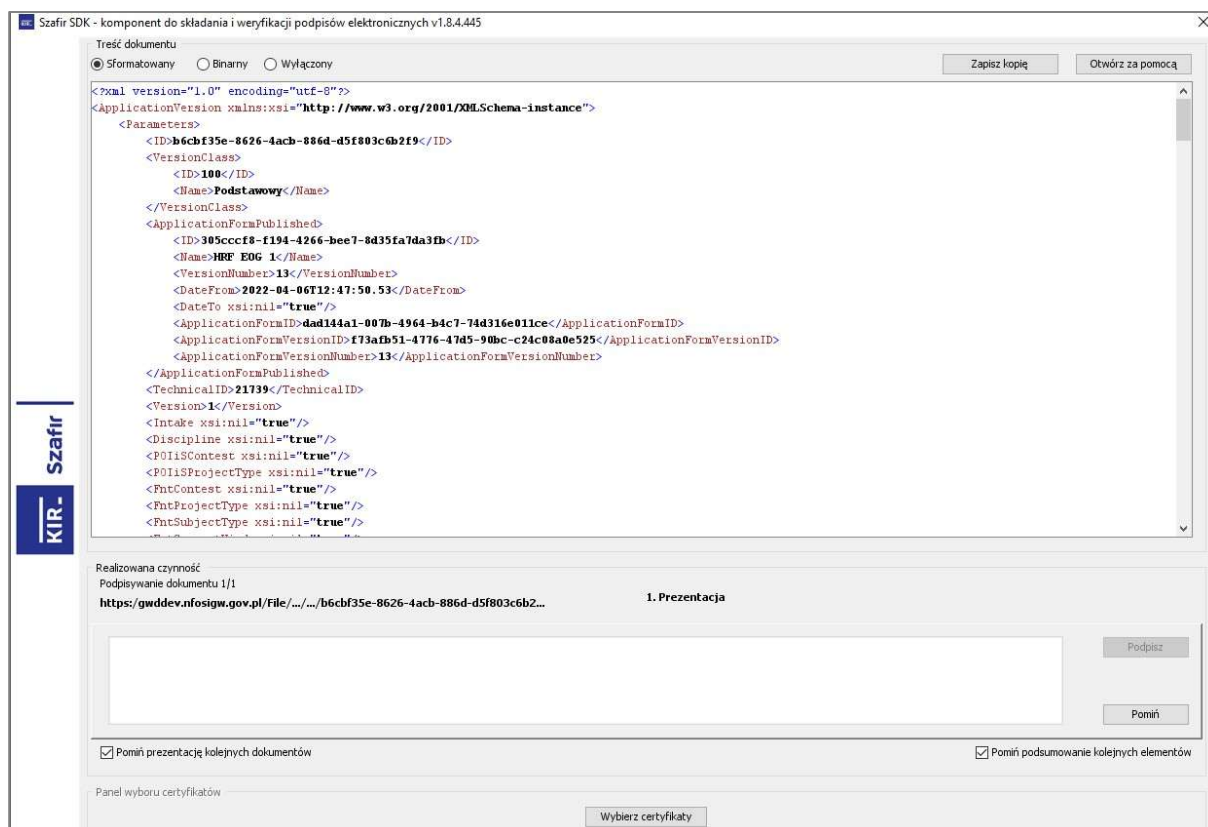 Szafir SDK - komponent do składania i weryfikacji podpisów elektronicznych v1.8.4.445
Treść dokumentu
Sformatowany Binarny Wyłączony Zapisz kopię Otwórz za pomocą
<?xml version="1.0" encoding="utf-8"?>
<ApplicationVersion xmlns:xsi="http://www.w3.org/2001/XMLSchema-instance">
<Parameters>
<ID>b6cbf35e-8626-4acb-886d-d5f803c6b2f9</ID>
<VersionClass>
<ID>100</ID>
<Name>Podstawowy</Name>
</VersionClass>
<ApplicationFormPublished>
<ID>305cccf8-f194-4266-bee7-8d35fa7da3fb</ID>
<Name>HRF EOG 1</Name>
<VersionNumber>13</VersionNumber>
<DateFrom>2022-04-06T12:47:50.53</DateFrom>
<DateTo xsi:nil="true"/>
<ApplicationFormID>dad144a1-007b-4964-b4c7-74d316e011ce</ApplicationFormID>
<ApplicationFormVersionID>f73afb51-4776-47d5-90bc-c24c08a0e525</ApplicationFormVersionID>
<ApplicationFormVersionNumber>13</ApplicationFormVersionNumber>
</ApplicationFormPublished>
<TechnicalID>21739</TechnicalID>
<Version>1</Version>
<Intake xsi:nil="true"/>
<Discipline xsi:nil="true"/>
<POIiSContest xsi:nil="true"/>
<POIiSProjectType xsi:nil="true"/>
<FntContest xsi:nil="true"/>
<FntProjectType xsi:nil="true"/>
<FntSubjectType xsi:nil="true"/>
KIR. Szafir
Realizowana czynność
Podpisywanie dokumentu 1/1
https:/gwddev.nfosigw.gov.pl/File/.../.../b6cbf35e-8626-4acb-886d-d5f803c6b2... 1. Prezentacja
Podpisz
Pomiń
Pomiń prezentację kolejnych dokumentów Pomiń podsumowanie kolejnych elementów
Panel wyboru certyfikatów
Wybierz certyfikaty